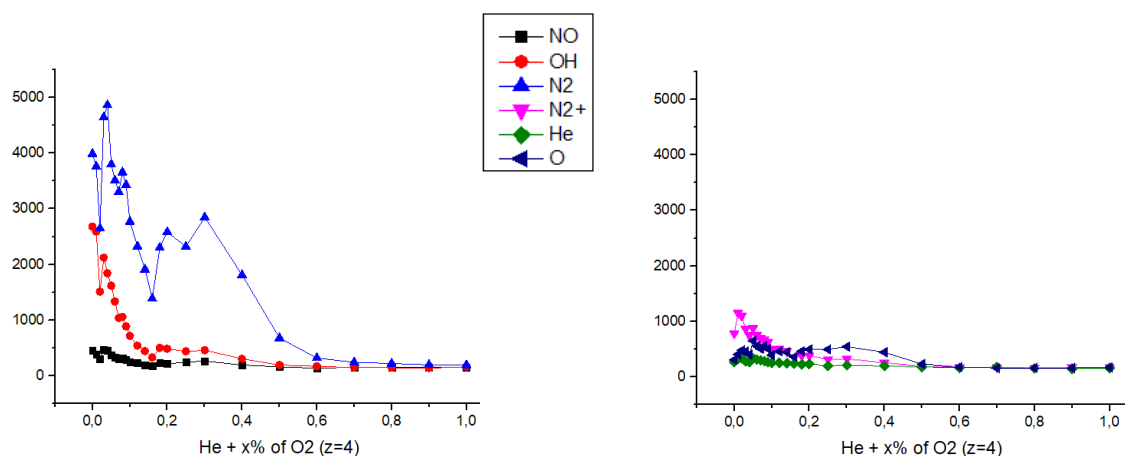 NO
OH
N2
N2+
He
O
5000
4000
3000
2000
1000
0
0,0 0,2 0,4 0,6 0,8 1,0
He + x% of O2 (z=4)
5000
4000
3000
2000
1000
0
0,0 0,2 0,4 0,6 0,8 1,0
He + x% of O2 (z=4)